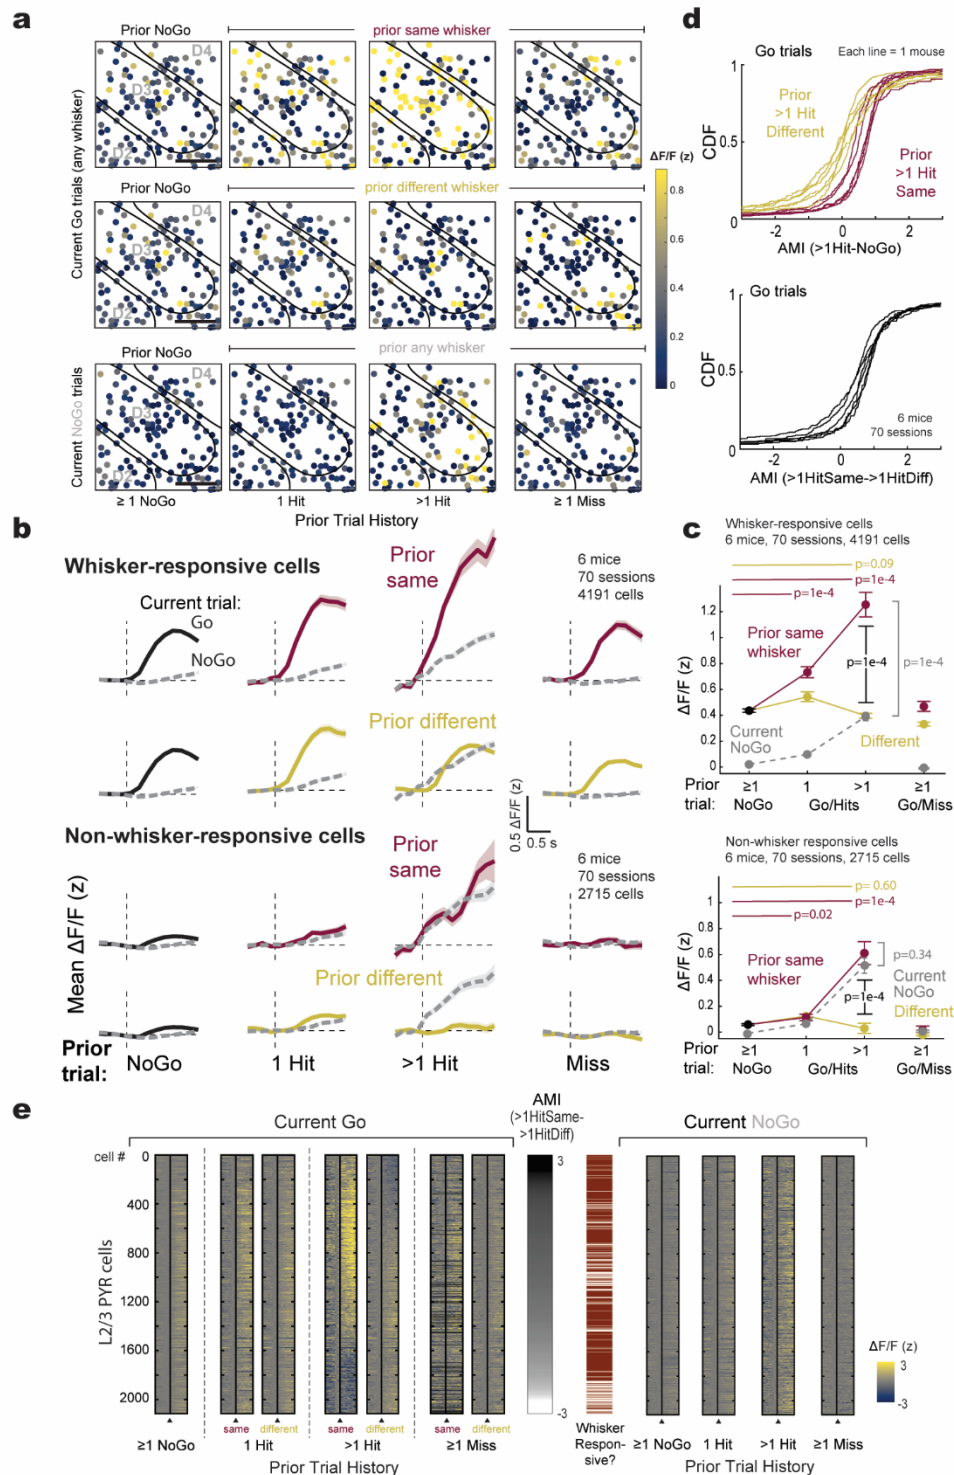 a
Prior NoGo
prior same whisker
D4
D3
D2
Current Go trials (any whisker)
Prior NoGo
prior different whisker
D4
D3
D2
Prior NoGo
prior any whisker
D4
D3
D2
Current NoGo trials
≥ 1 NoGo
1 Hit
>1 Hit
≥ 1 Miss
Prior Trial History
ΔF/F (z)
0.8
0.6
0.4
0.2
0
d
Go trials
Each line = 1 mouse
1
0.5
0
CDF
Prior
>1 Hit
Different
Prior
>1 Hit
Same
-2
0
2
AMI (>1Hit-NoGo)
Go trials
1
0.5
0
CDF
6 mice
70 sessions
-2
0
2
AMI (>1HitSame->1HitDiff)
b
Whisker-responsive cells
Current trial:
Go
NoGo
Prior
same
6 mice
70 sessions
4191 cells
Prior different
0.5 ΔF/F (z)
0.5 s
Non-whisker-responsive cells
Prior
same
6 mice
70 sessions
2715 cells
Prior different
Mean ΔF/F (z)
Prior
trial:
NoGo
1 Hit
>1 Hit
Miss
c
Whisker-responsive cells
6 mice, 70 sessions, 4191 cells
p=0.09
p=1e-4
p=1e-4
1.2
1
0.8
0.6
0.4
0.2
0
ΔF/F (z)
Prior same
whisker
p=1e-4
p=1e-4
Current
NoGo
Different
Prior
trial:
≥1
1
>1
≥1
NoGo
Go/Hits
Go/Miss
Non-whisker responsive cells
6 mice, 70 sessions, 2715 cells
p=0.60
p=1e-4
p=0.02
1
0.8
0.6
0.4
0.2
0
ΔF/F (z)
Prior same
whisker
p=0.34
Current
NoGo
p=1e-4
Different
Prior
trial:
≥1
1
>1
≥1
NoGo
Go/Hits
Go/Miss
e
Current Go
AMI
(>1HitSame-
>1HitDiff)
Current NoGo
cell #
0
400
800
1200
1600
2000
L2/3 PYR cells
3
-3
same
different
same
different
same
different
≥1 NoGo
1 Hit
>1 Hit
≥1 Miss
Prior Trial History
Whisker
Respon-
sive?
≥1 NoGo
1 Hit
>1 Hit
≥1 Miss
Prior Trial History
ΔF/F (z)
3
-3